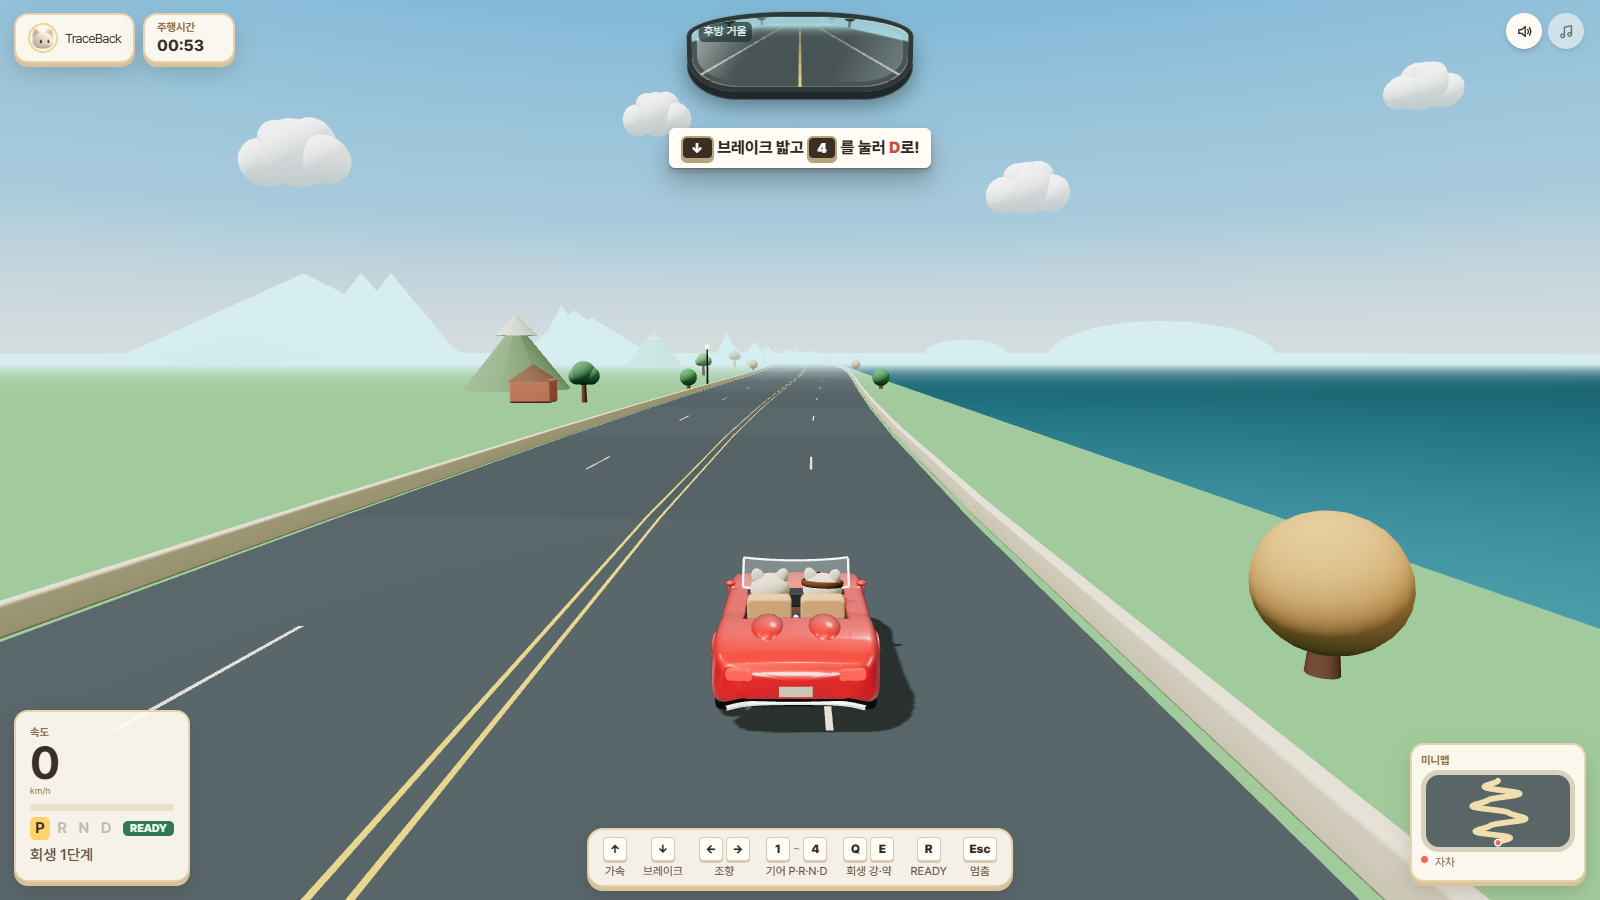 TraceBack
주행시간
00:53
후방 거울
↓ 브레이크 밟고 4 를 눌러 D로!
속도
0
km/h
P R N D READY
회생 1단계
↑ ↓ ← → 1 ~ 4 Q E R Esc
가속 브레이크 조향 기어 P·R·N·D 회생 강·약 READY 멈춤
미니맵
자차